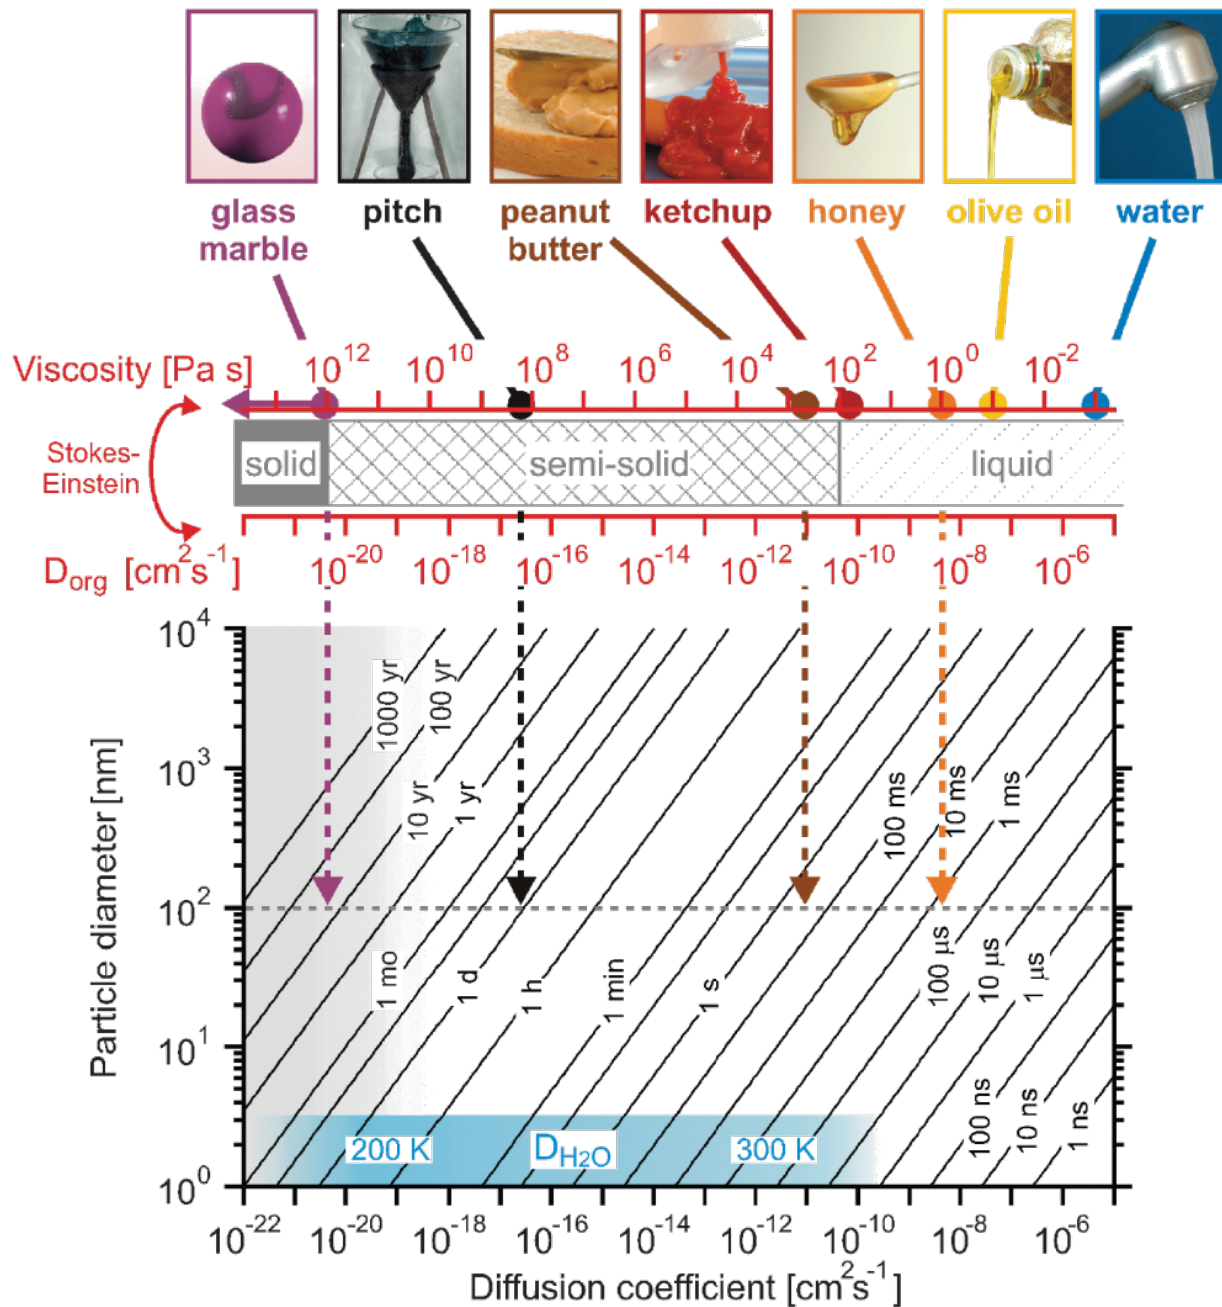 glass
marble
pitch
peanut
butter
ketchup
honey
olive oil
water
Viscosity [Pa s]
10^12
10^10
10^8
10^6
10^4
10^2
10^0
10^-2
Stokes-
Einstein
solid
semi-solid
liquid
D_org [cm^2s^-1]
10^-20
10^-18
10^-16
10^-14
10^-12
10^-10
10^-8
10^-6
Particle diameter [nm]
10^4
10^3
10^2
10^1
10^0
1000 yr
100 yr
10 yr
1 yr
1 mo
1 d
1 h
1 min
1 s
100 ms
10 ms
1 ms
100 µs
10 µs
1 µs
100 ns
10 ns
1 ns
200 K
D_H2O
300 K
10^-22
10^-20
10^-18
10^-16
10^-14
10^-12
10^-10
10^-8
10^-6
Diffusion coefficient [cm^2s^-1]